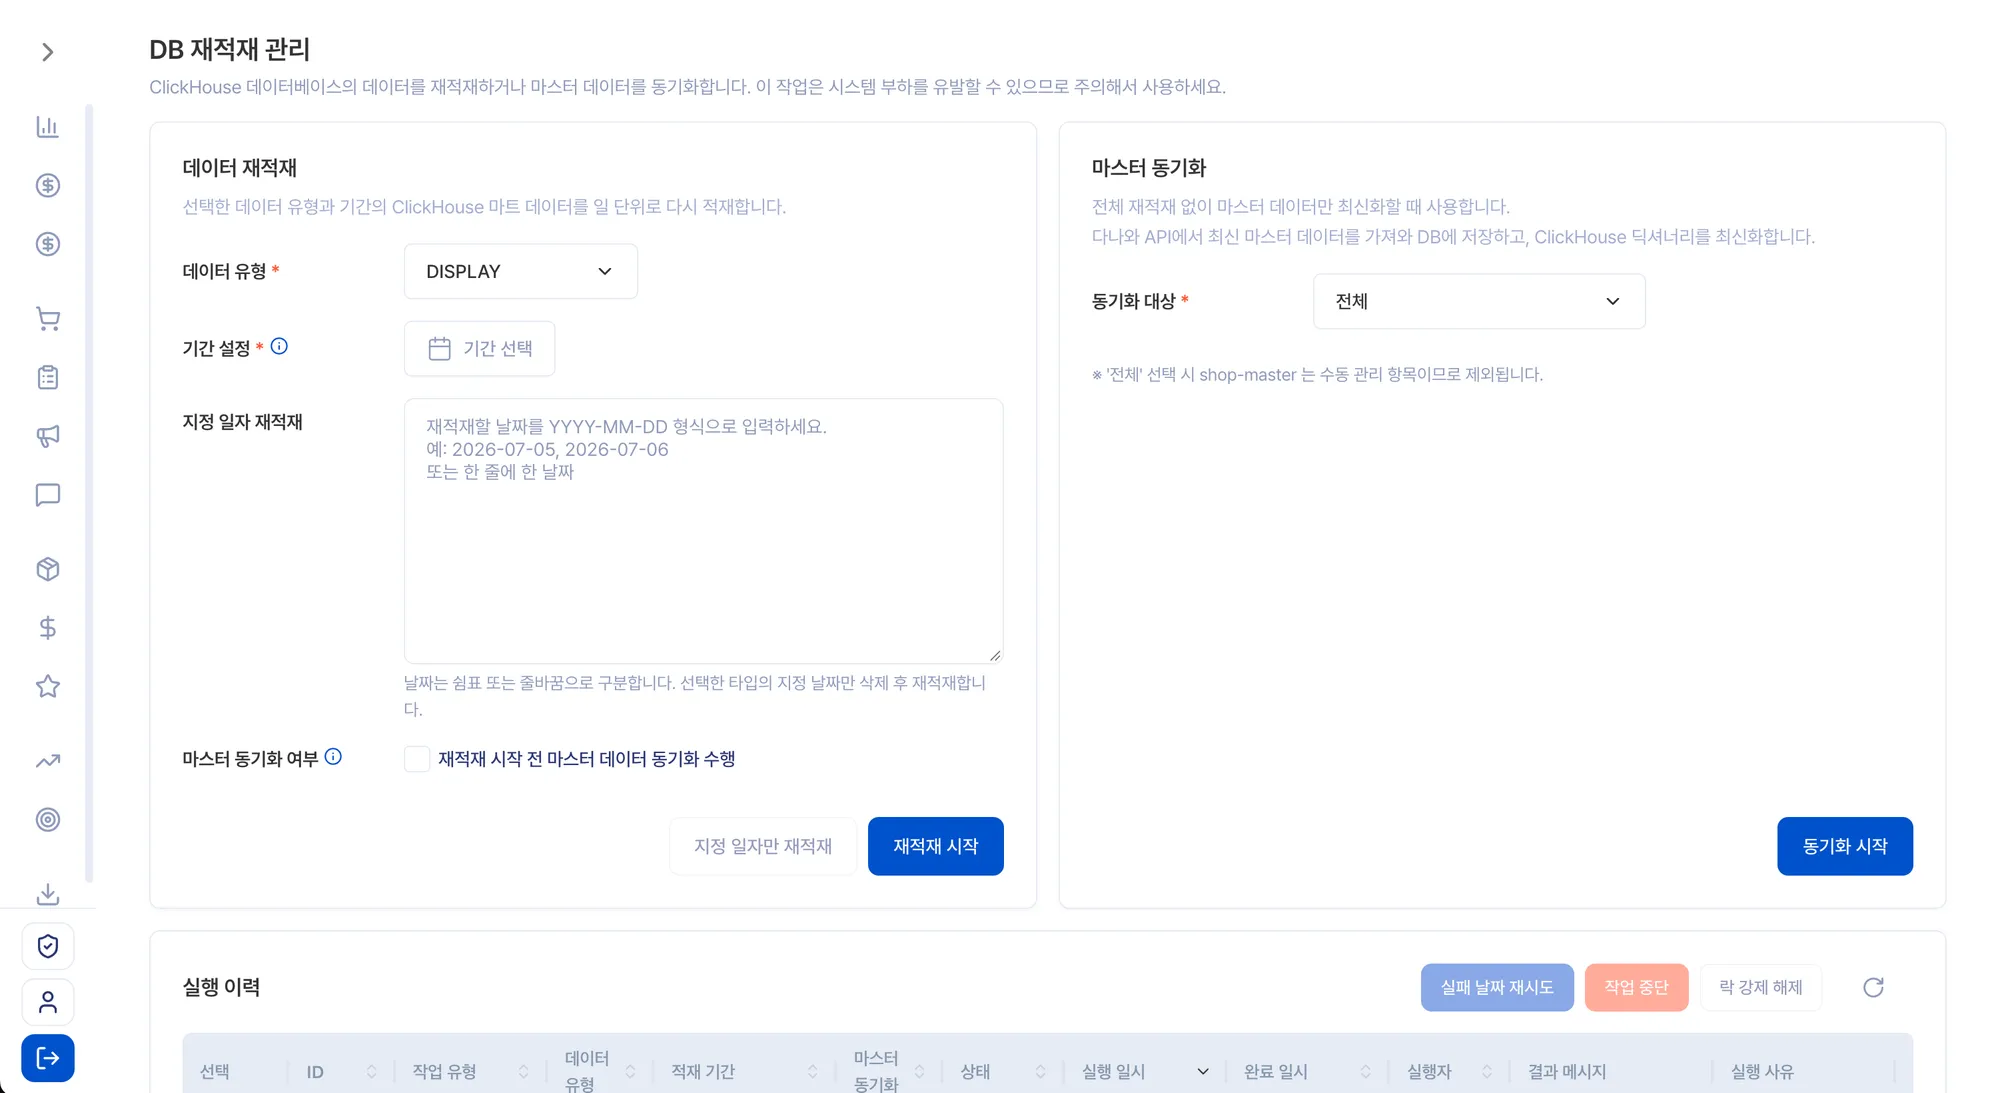 DB 재적재 관리
ClickHouse 데이터베이스의 데이터를 재적재하거나 마스터 데이터를 동기화합니다. 이 작업은 시스템 부하를 유발할 수 있으므로 주의해서 사용하세요.
데이터 재적재
선택한 데이터 유형과 기간의 ClickHouse 마트 데이터를 일 단위로 다시 적재합니다.
데이터 유형 *
DISPLAY
기간 설정 *
기간 선택
지정 일자 재적재
재적재할 날짜를 YYYY-MM-DD 형식으로 입력하세요.
예: 2026-07-05, 2026-07-06
또는 한 줄에 한 날짜
날짜는 쉼표 또는 줄바꿈으로 구분합니다. 선택한 타입의 지정 날짜만 삭제 후 재적재합니
다.
마스터 동기화 여부
재적재 시작 전 마스터 데이터 동기화 수행
지정 일자만 재적재
재적재 시작
마스터 동기화
전체 재적재 없이 마스터 데이터만 최신화할 때 사용합니다.
다나와 API에서 최신 마스터 데이터를 가져와 DB에 저장하고, ClickHouse 딕셔너리를 최신화합니다.
동기화 대상 *
전체
※ '전체' 선택 시 shop-master 는 수동 관리 항목이므로 제외됩니다.
동기화 시작
실행 이력
실패 날짜 재시도
작업 중단
락 강제 해제
선택
ID
작업 유형
데이터
유형
적재 기간
마스터
동기화
상태
실행 일시
완료 일시
실행자
결과 메시지
실행 사유